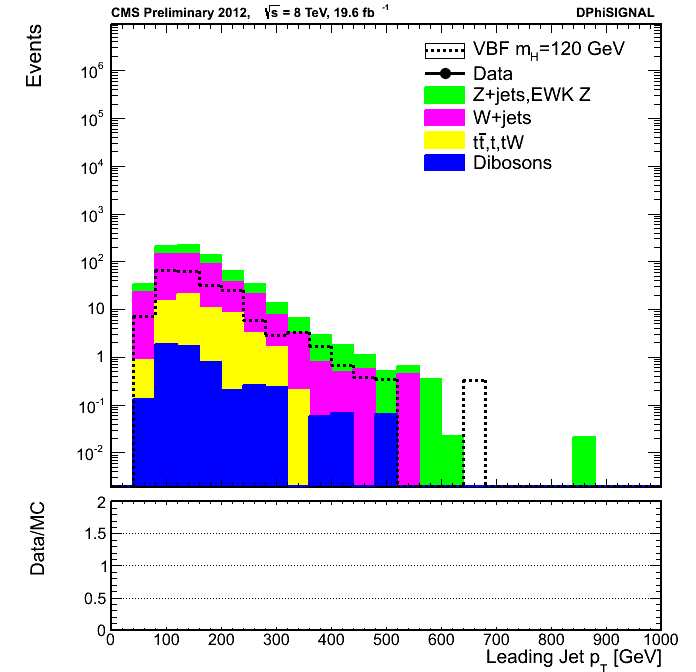 CMS Preliminary 2012, √s = 8 TeV, 19.6 fb⁻¹ DPhiSIGNAL
Events
VBF m_H=120 GeV
Data
Z+jets,EWK Z
W+jets
tt̄,t,tW
Dibosons
10⁶
10⁵
10⁴
10³
10²
10
1
10⁻¹
10⁻²
Data/MC
2
1.5
1
0.5
0
0 100 200 300 400 500 600 700 800 900 1000
Leading Jet p_T [GeV]